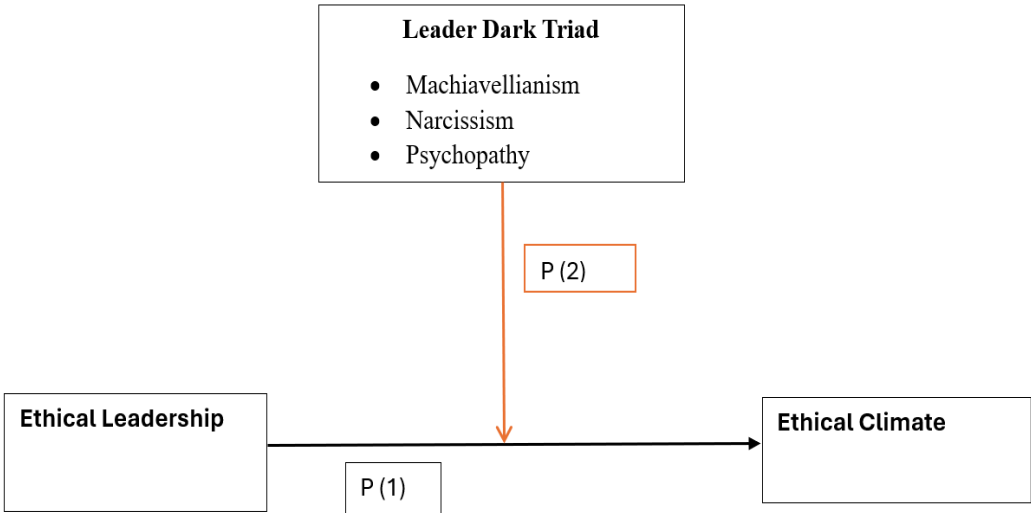 Leader Dark Triad
• Machiavellianism
• Narcissism
• Psychopathy
P (2)
Ethical Leadership
Ethical Climate
P (1)